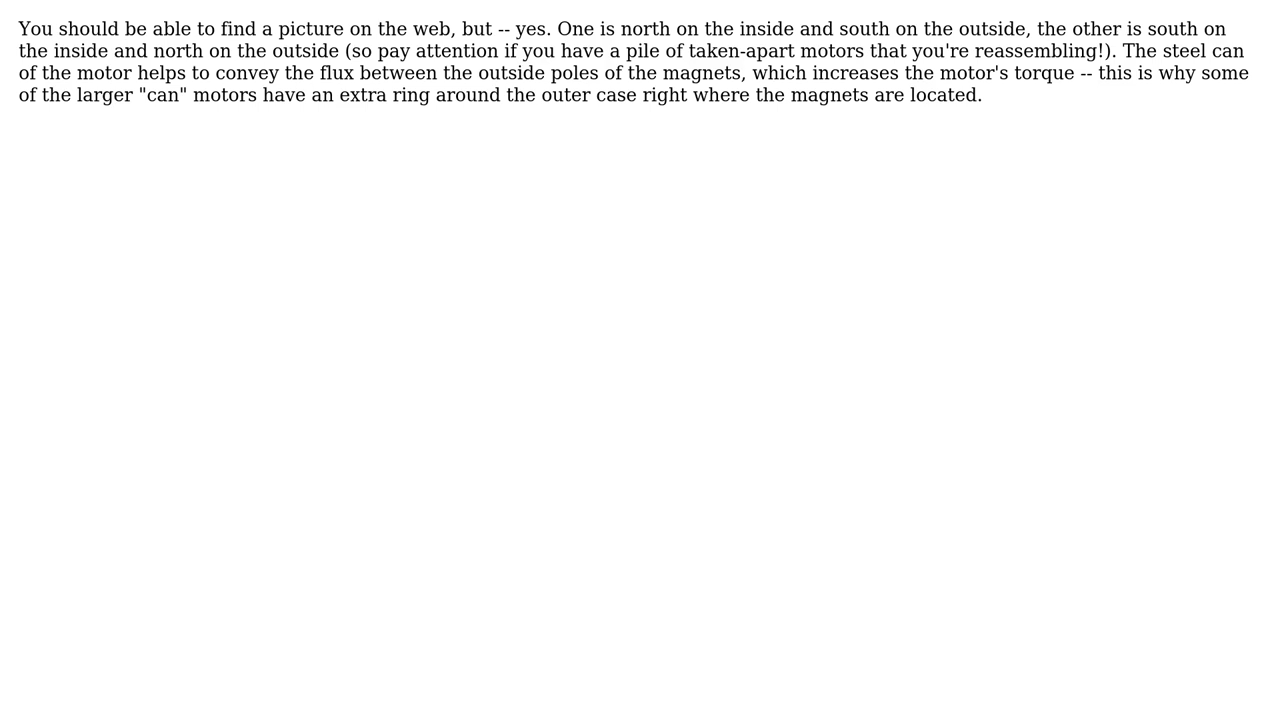 You should be able to find a picture on the web, but -- yes. One is north on the inside and south on the outside, the other is south on
the inside and north on the outside (so pay attention if you have a pile of taken-apart motors that you're reassembling!). The steel can
of the motor helps to convey the flux between the outside poles of the magnets, which increases the motor's torque -- this is why some
of the larger "can" motors have an extra ring around the outer case right where the magnets are located.